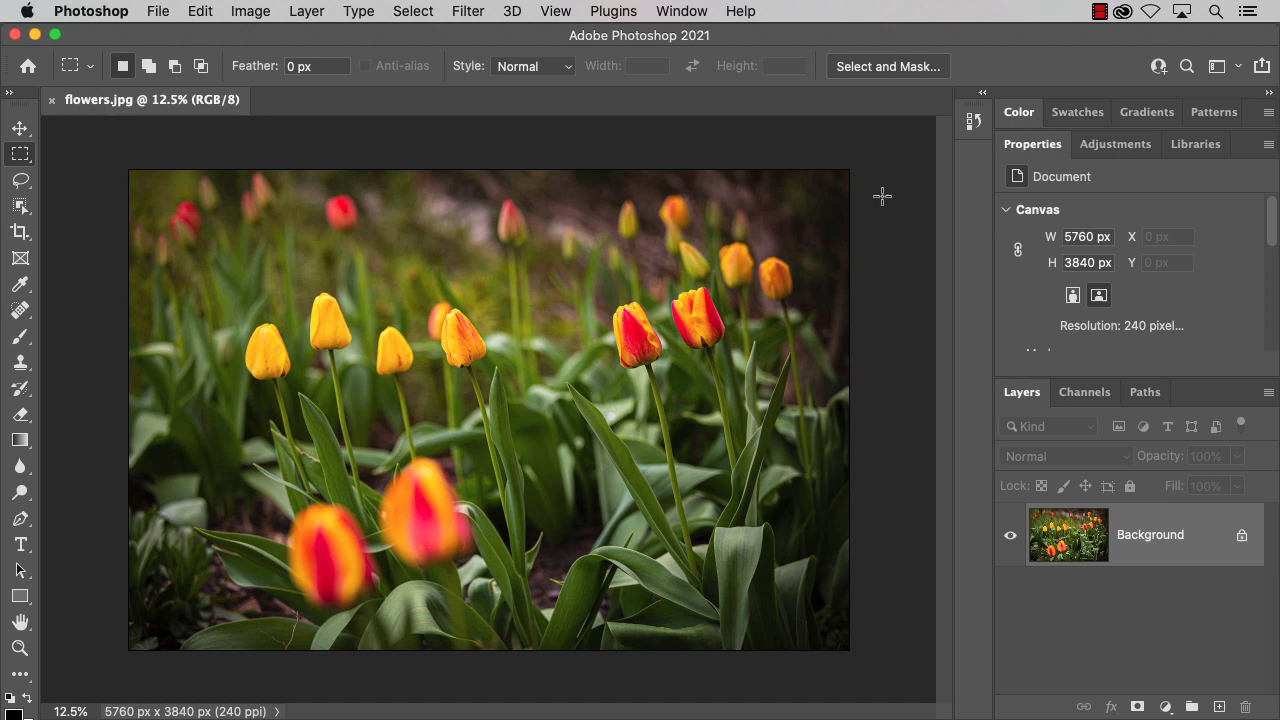 Photoshop File Edit Image Layer Type Select Filter 3D View Plugins Window Help
Adobe Photoshop 2021
Feather: 0 px Anti-alias Style: Normal Width: Height: Select and Mask...
flowers.jpg @ 12.5% (RGB/8)
Color Swatches Gradients Patterns
Properties Adjustments Libraries
Document
Canvas
W 5760 px X 0 px
H 3840 px Y 0 px
Resolution: 240 pixel...
Layers Channels Paths
Kind
Normal Opacity: 100%
Lock: Fill: 100%
Background
12.5% 5760 px x 3840 px (240 ppi)